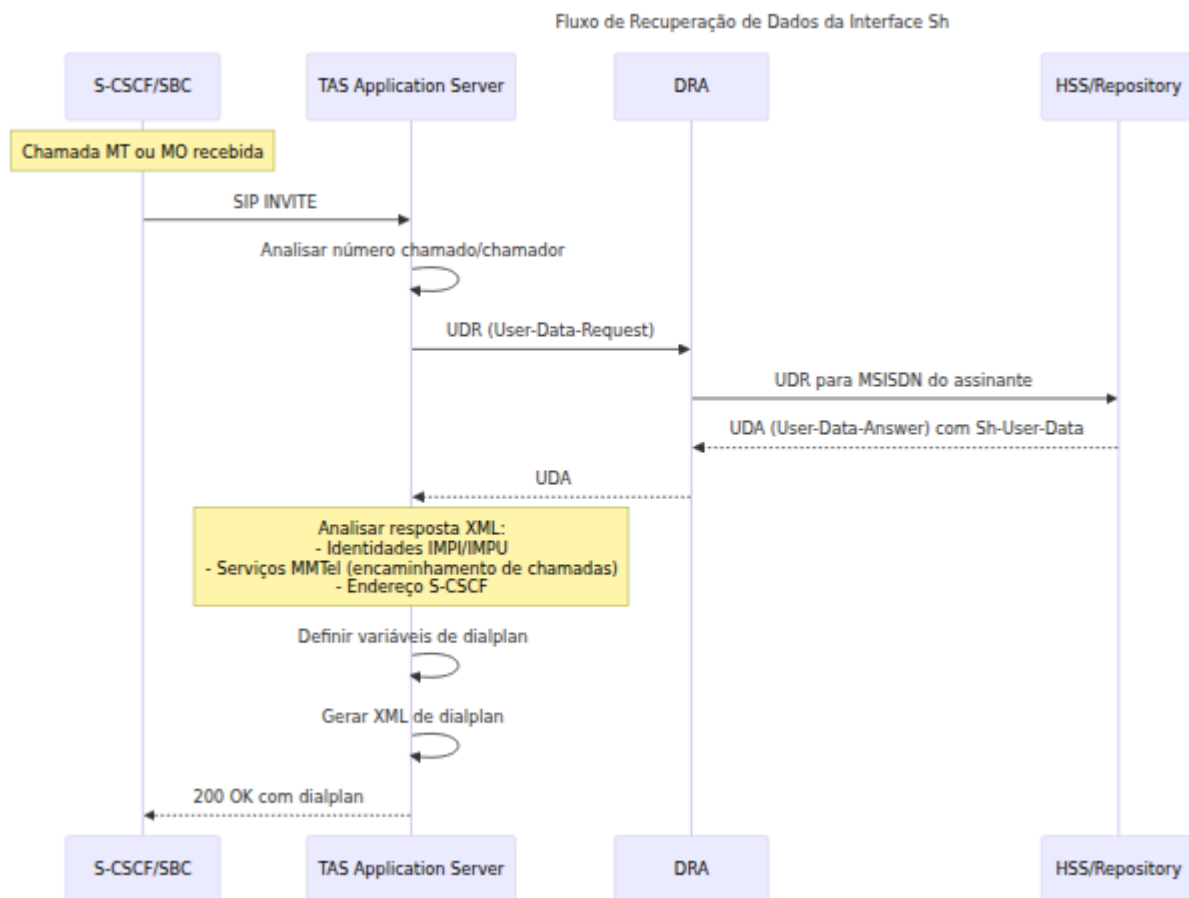 Fluxo de Recuperação de Dados da Interface Sh
S-CSCF/SBC
TAS Application Server
DRA
HSS/Repository
Chamada MT ou MO recebida
SIP INVITE
Analisar número chamado/chamador
UDR (User-Data-Request)
UDR para MSISDN do assinante
UDA (User-Data-Answer) com Sh-User-Data
UDA
Analisar resposta XML:
- Identidades IMPI/IMPU
- Serviços MMTel (encaminhamento de chamadas)
- Endereço S-CSCF
Definir variáveis de dialplan
Gerar XML de dialplan
200 OK com dialplan
S-CSCF/SBC
TAS Application Server
DRA
HSS/Repository